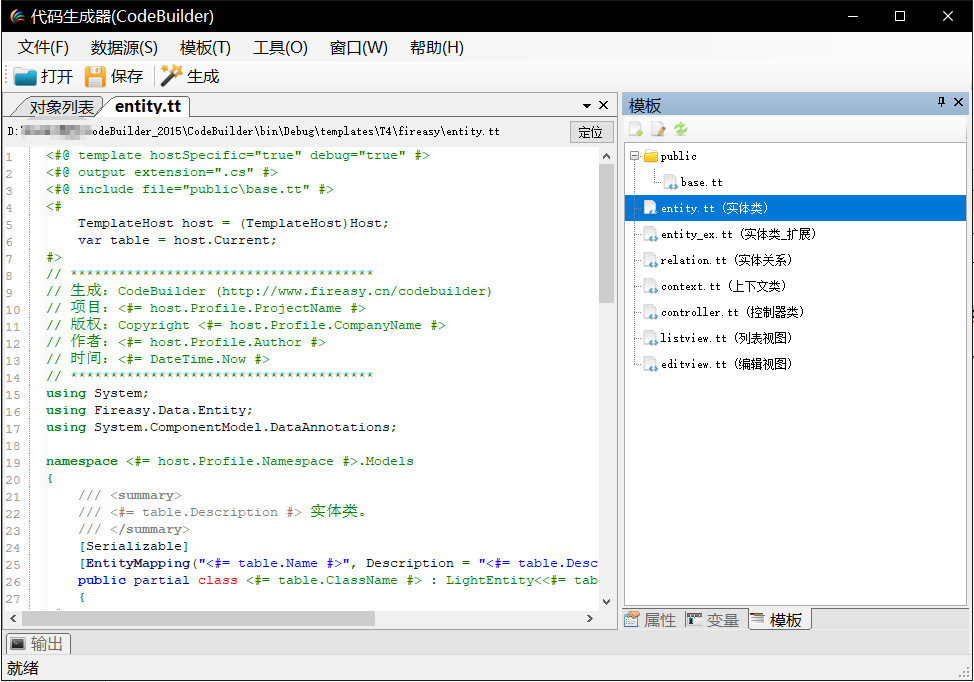 代码生成器(CodeBuilder)
文件(F) 数据源(S) 模板(T) 工具(O) 窗口(W) 帮助(H)
打开 保存 生成
对象列表 entity.tt
D: odeBuilder_2015\CodeBuilder\bin\Debug\templates\T4\fireasy\entity.tt 定位
1 <#@ template hostSpecific="true" debug="true" #>
2 <#@ output extension=".cs" #>
3 <#@ include file="public\base.tt" #>
4 <#
5 TemplateHost host = (TemplateHost)Host;
6 var table = host.Current;
7 #>
8 // **************************************
9 // 生成: CodeBuilder (http://www.fireasy.cn/codebuilder)
10 // 项目: <#= host.Profile.ProjectName #>
11 // 版权: Copyright <#= host.Profile.CompanyName #>
12 // 作者: <#= host.Profile.Author #>
13 // 时间: <#= DateTime.Now #>
14 // **************************************
15 using System;
16 using Fireasy.Data.Entity;
17 using System.ComponentModel.DataAnnotations;
18
19 namespace <#= host.Profile.Namespace #>.Models
20 {
21 /// <summary>
22 /// <#= table.Description #> 实体类。
23 /// </summary>
24 [Serializable]
25 [EntityMapping("<#= table.Name #>", Description = "<#= table.Desc
26 public partial class <#= table.ClassName #> : LightEntity<<#= tab
27 {
模板
public
base.tt
entity.tt (实体类)
entity_ex.tt (实体类_扩展)
relation.tt (实体关系)
context.tt (上下文类)
controller.tt (控制器类)
listview.tt (列表视图)
editview.tt (编辑视图)
属性 变量 模板
输出
就绪